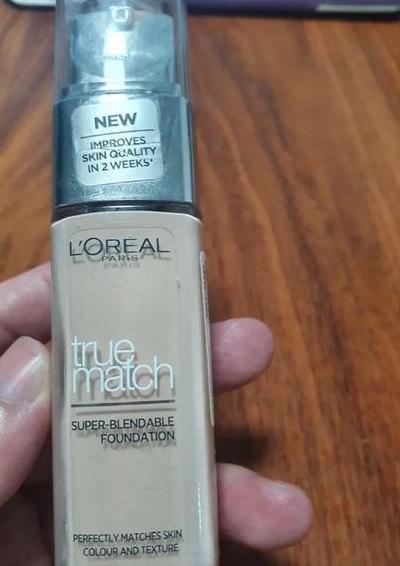 NEW
IMPROVES
SKIN QUALITY
IN 2 WEEKS*
L'ORÉAL
PARIS
true
match
SUPER-BLENDABLE
FOUNDATION
PERFECTLY MATCHES SKIN
COLOUR AND TEXTURE